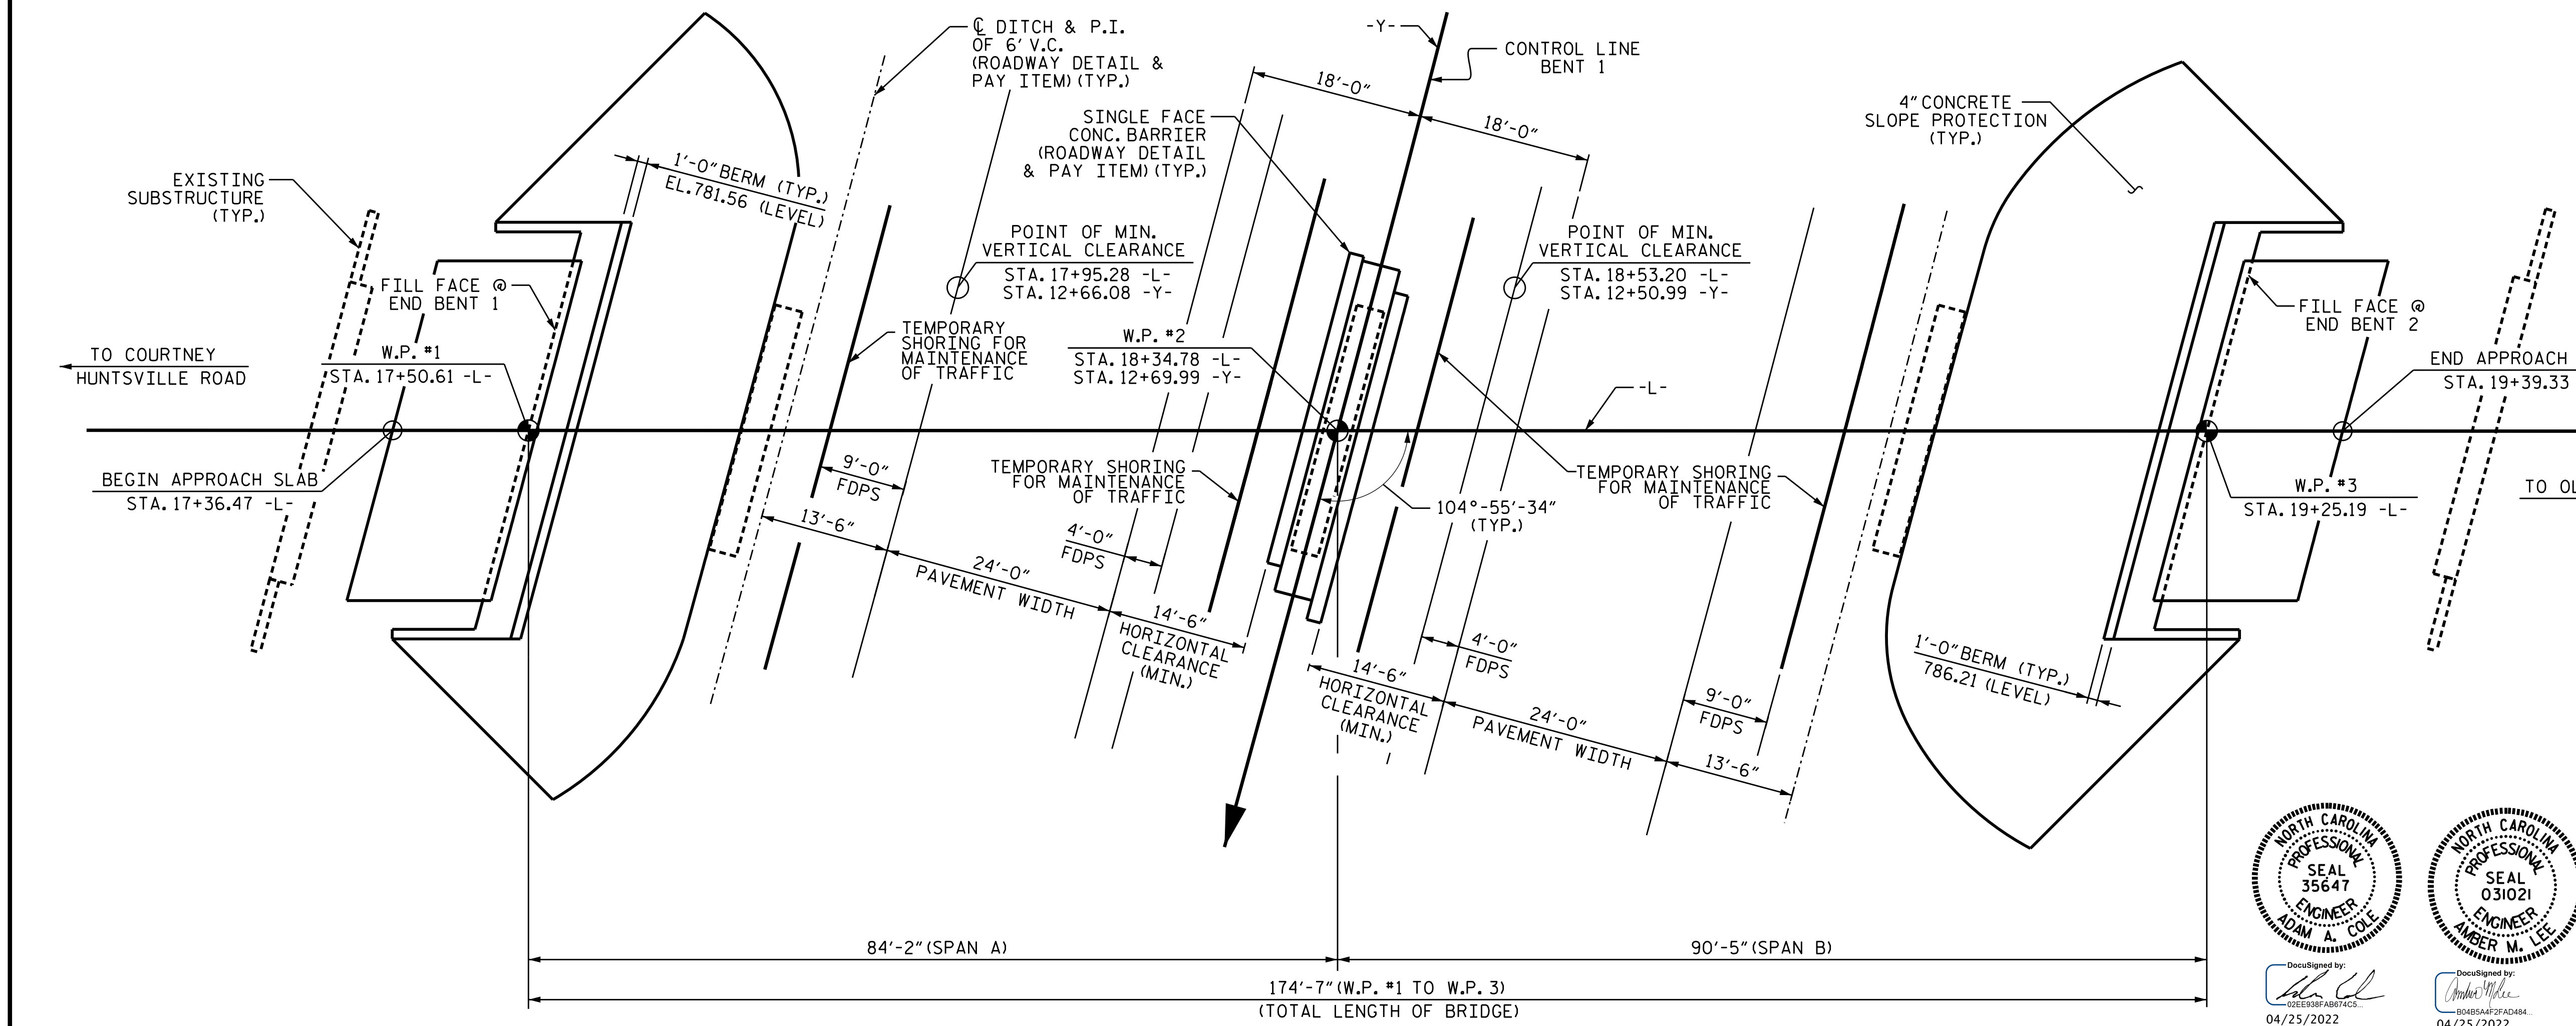 ℄ DITCH & P.I.
OF 6' V.C.
(ROADWAY DETAIL &
PAY ITEM) (TYP.)
-Y-
CONTROL LINE
BENT 1
18'-0"
18'-0"
SINGLE FACE
CONC. BARRIER
(ROADWAY DETAIL
& PAY ITEM) (TYP.)
4" CONCRETE
SLOPE PROTECTION
(TYP.)
EXISTING
SUBSTRUCTURE
(TYP.)
1'-0" BERM (TYP.)
EL. 781.56 (LEVEL)
POINT OF MIN.
VERTICAL CLEARANCE
STA. 17+95.28 -L-
STA. 12+66.08 -Y-
POINT OF MIN.
VERTICAL CLEARANCE
STA. 18+53.20 -L-
STA. 12+50.99 -Y-
FILL FACE @
END BENT 1
FILL FACE @
END BENT 2
TEMPORARY
SHORING FOR
MAINTENANCE
OF TRAFFIC
W.P. #2
STA. 18+34.78 -L-
STA. 12+69.99 -Y-
TO COURTNEY
HUNTSVILLE ROAD
W.P. #1
STA. 17+50.61 -L-
END APPROACH
STA. 19+39.33
-L-
BEGIN APPROACH SLAB
STA. 17+36.47 -L-
9'-0"
FDPS
TEMPORARY SHORING
FOR MAINTENANCE
OF TRAFFIC
TEMPORARY SHORING
FOR MAINTENANCE
OF TRAFFIC
W.P. #3
STA. 19+25.19 -L-
TO OL
104°-55'-34"
(TYP.)
13'-6"
24'-0"
PAVEMENT WIDTH
4'-0"
FDPS
14'-6"
HORIZONTAL
CLEARANCE
(MIN.)
14'-6"
HORIZONTAL
CLEARANCE
(MIN.)
4'-0"
FDPS
24'-0"
PAVEMENT WIDTH
9'-0"
FDPS
13'-6"
1'-0" BERM (TYP.)
786.21 (LEVEL)
84'-2" (SPAN A)
90'-5" (SPAN B)
174'-7" (W.P. #1 TO W.P. 3)
(TOTAL LENGTH OF BRIDGE)
NORTH CAROLINA
PROFESSIONAL
SEAL
35647
ENGINEER
ADAM A. COLE
NORTH CAROLINA
PROFESSIONAL
SEAL
031021
ENGINEER
AMBER M. LEE
DocuSigned by:
02EE938FAB674C5...
04/25/2022
DocuSigned by:
Amber M Lee
B04B5A4F2FAD484...
04/25/2022